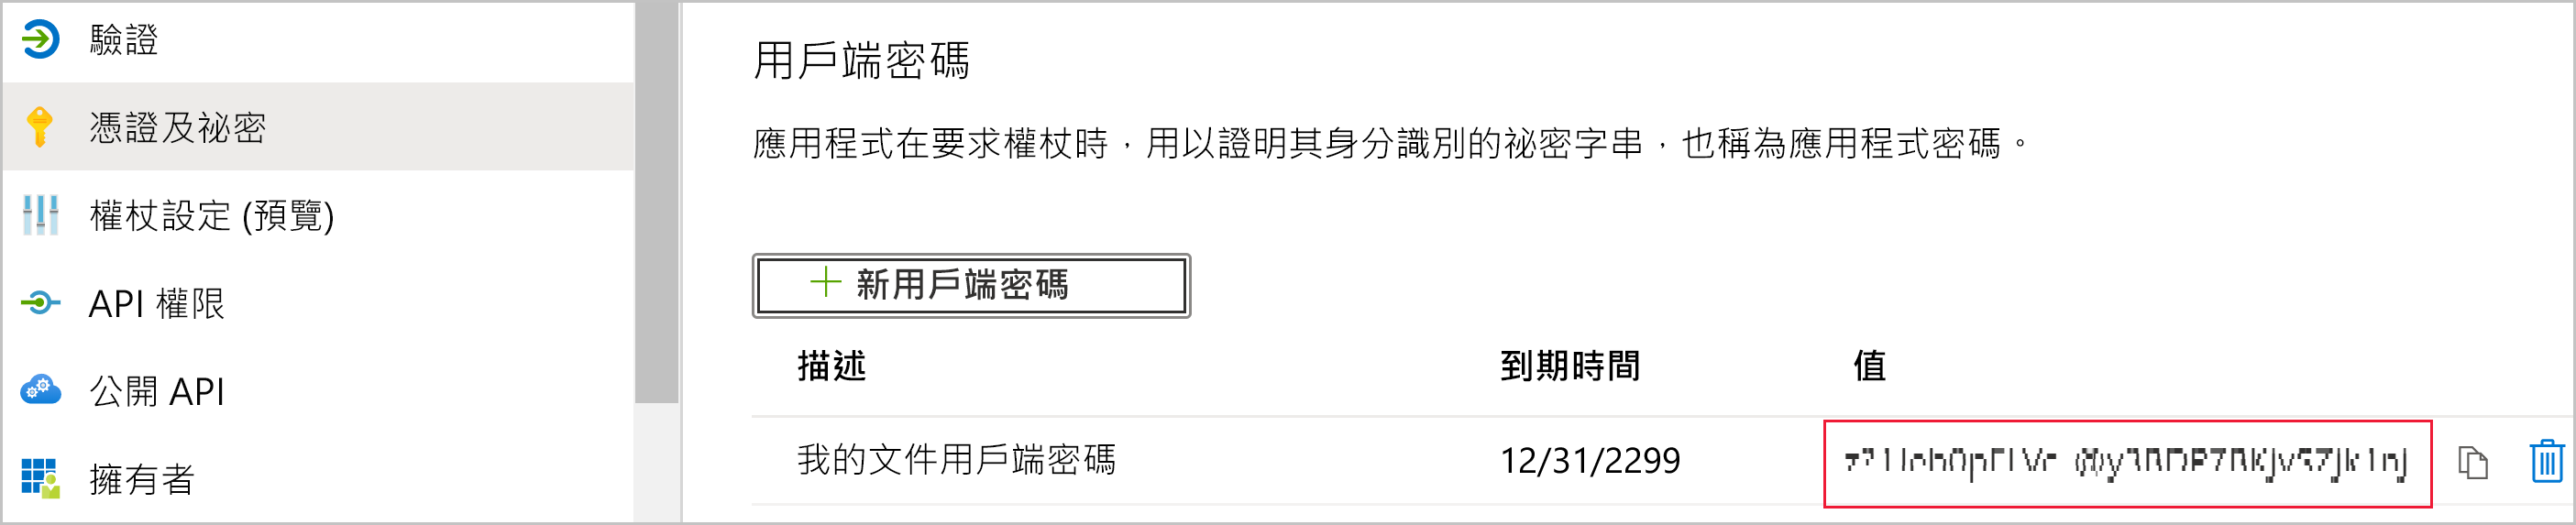 驗證
憑證及祕密
權杖設定 (預覽)
API 權限
公開 API
擁有者
用戶端密碼
應用程式在要求權杖時，用以證明其身分識別的祕密字串，也稱為應用程式密碼。
新用戶端密碼
描述 到期時間 值
我的文件用戶端密碼 12/31/2299